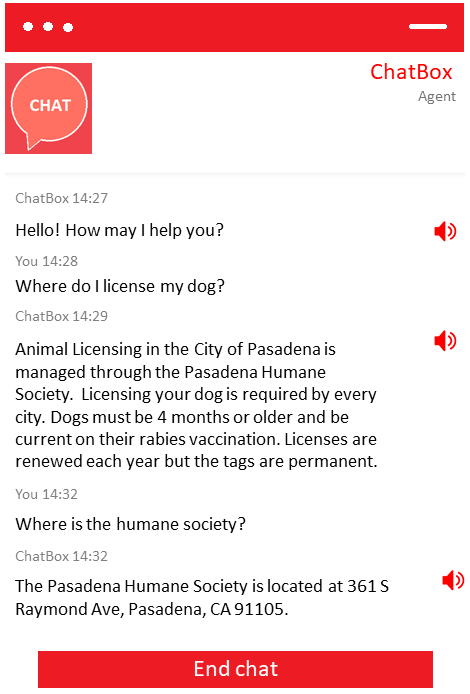 ChatBox
Agent
CHAT
ChatBox 14:27
Hello! How may I help you?
You 14:28
Where do I license my dog?
ChatBox 14:29
Animal Licensing in the City of Pasadena is
managed through the Pasadena Humane
Society.  Licensing your dog is required by every
city. Dogs must be 4 months or older and be
current on their rabies vaccination. Licenses are
renewed each year but the tags are permanent.
You 14:32
Where is the humane society?
ChatBox 14:32
The Pasadena Humane Society is located at 361 S
Raymond Ave, Pasadena, CA 91105.
End chat